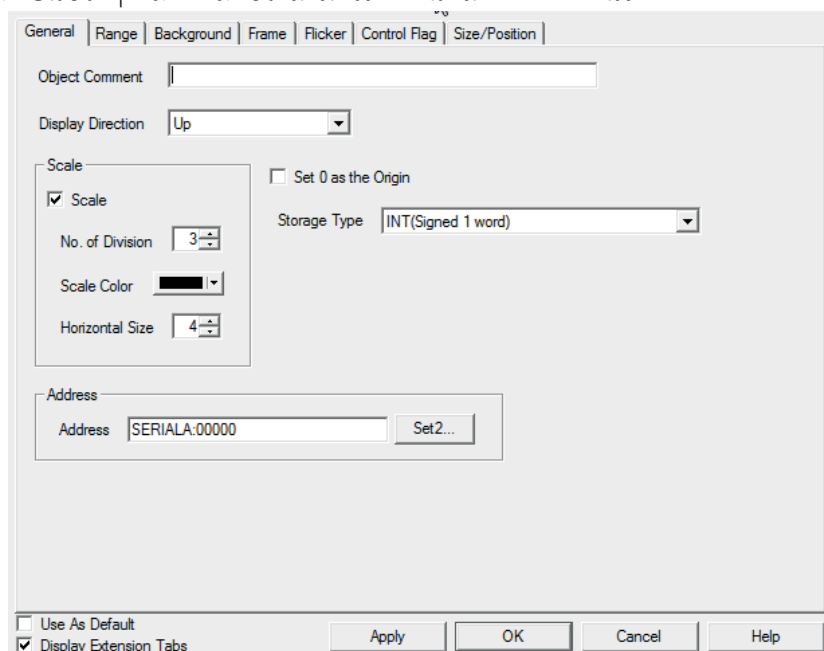 General Range Background Frame Flicker Control Flag Size/Position
Object Comment
Display Direction Up
Scale
Set 0 as the Origin
Scale
Storage Type INT(Signed 1 word)
No. of Division 3
Scale Color
Horizontal Size 4
Address
Address SERIALA:00000 Set2...
Use As Default
Display Extension Tabs
Apply OK Cancel Help